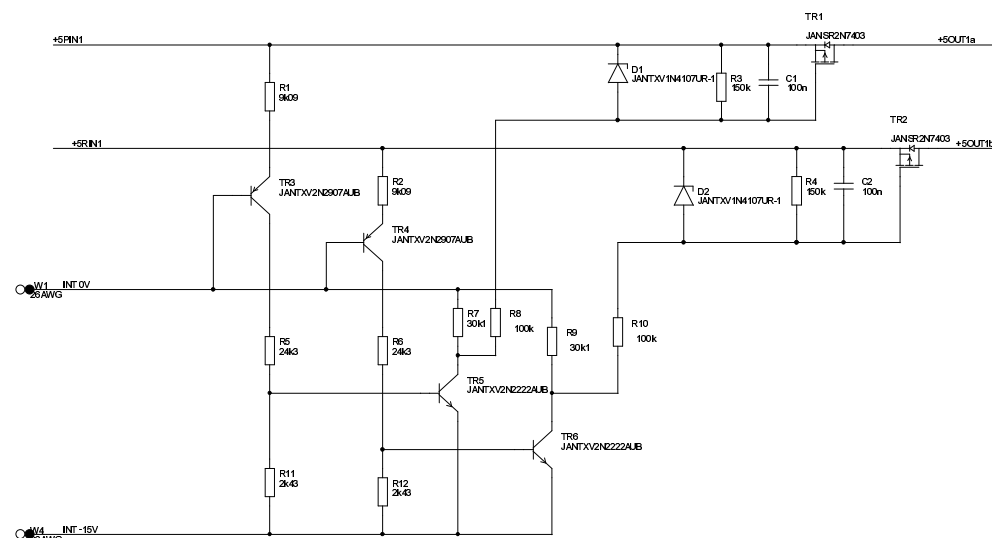 TR1
JANSR2N7403
+5PIN1
+5OUT1a
D1
JANTXV1N4107UR-1
R3
150k
C1
100n
R1
9k09
TR2
JANSR2N7403
+5RIN1
+5OUT1b
TR3
JANTXV2N2907AUB
R2
9k09
D2
JANTXV1N4107UR-1
R4
150k
C2
100n
TR4
JANTXV2N2907AUB
W1
INT 0V
26AWG
R7
30k1
R8
100k
R9
30k1
R10
100k
R5
24k3
R6
24k3
TR5
JANTXV2N2222AUB
TR6
JANTXV2N2222AUB
R11
2k43
R12
2k43
W4
INT -15V